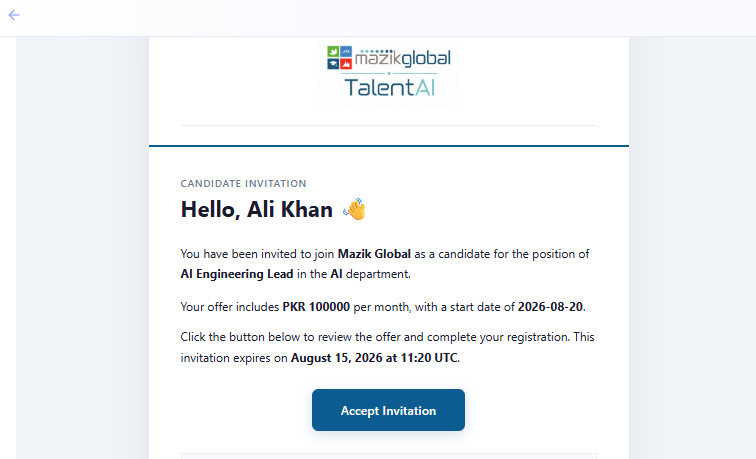 mazikglobal
TalentAI
CANDIDATE INVITATION
Hello, Ali Khan 👋
You have been invited to join Mazik Global as a candidate for the position of
AI Engineering Lead in the AI department.
Your offer includes PKR 100000 per month, with a start date of 2026-08-20.
Click the button below to review the offer and complete your registration. This
invitation expires on August 15, 2026 at 11:20 UTC.
Accept Invitation